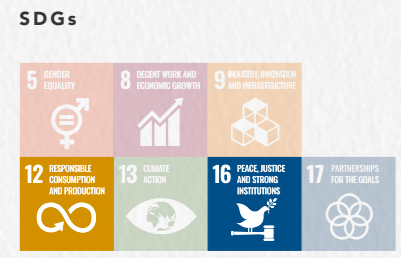 SDGs
5 GENDER
EQUALITY
8 DECENT WORK AND
ECONOMIC GROWTH
9 INDUSTRY, INNOVATION
AND INFRASTRUCTURE
12 RESPONSIBLE
CONSUMPTION
AND PRODUCTION
13 CLIMATE
ACTION
16 PEACE, JUSTICE
AND STRONG
INSTITUTIONS
17 PARTNERSHIPS
FOR THE GOALS